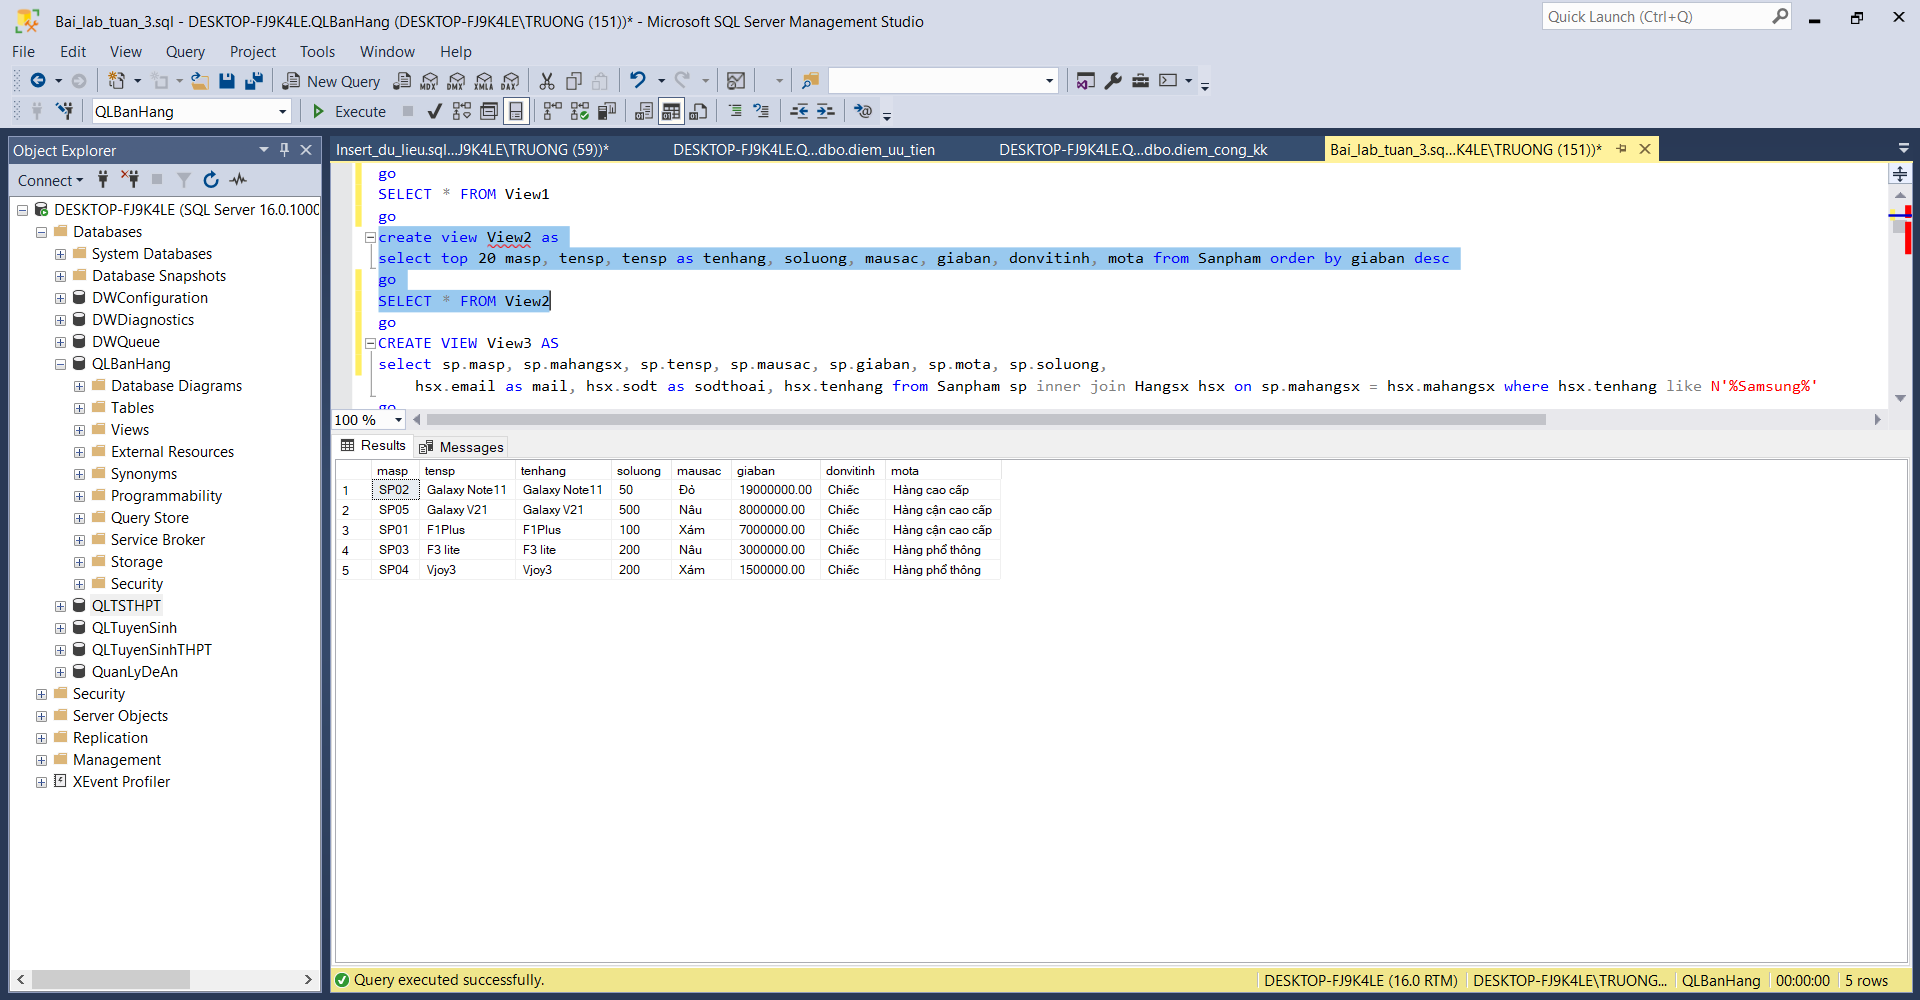 Bai_lab_tuan_3.sql - DESKTOP-FJ9K4LE.QLBanHang (DESKTOP-FJ9K4LE\TRUONG (151))* - Microsoft SQL Server Management Studio
Quick Launch (Ctrl+Q)
File Edit View Query Project Tools Window Help
New Query MDX DMX XMLA DAX
QLBanHang Execute
Object Explorer
Connect
DESKTOP-FJ9K4LE (SQL Server 16.0.1000
Databases
System Databases
Database Snapshots
DWConfiguration
DWDiagnostics
DWQueue
QLBanHang
Database Diagrams
Tables
Views
External Resources
Synonyms
Programmability
Query Store
Service Broker
Storage
Security
QLTSTHPT
QLTuyenSinh
QLTuyenSinhTHPT
QuanLyDeAn
Security
Server Objects
Replication
Management
XEvent Profiler
Insert_du_lieu.sql...J9K4LE\TRUONG (59))* DESKTOP-FJ9K4LE.Q...dbo.diem_uu_tien DESKTOP-FJ9K4LE.Q...dbo.diem_cong_kk Bai_lab_tuan_3.sq...K4LE\TRUONG (151))*
go
SELECT * FROM View1
go
create view View2 as
select top 20 masp, tensp, tensp as tenhang, soluong, mausac, giaban, donvitinh, mota from Sanpham order by giaban desc
go
SELECT * FROM View2
go
CREATE VIEW View3 AS
select sp.masp, sp.mahangsx, sp.tensp, sp.mausac, sp.giaban, sp.mota, sp.soluong,
hsx.email as mail, hsx.sodt as sodthoai, hsx.tenhang from Sanpham sp inner join Hangsx hsx on sp.mahangsx = hsx.mahangsx where hsx.tenhang like N'%Samsung%'
go
100 %
Results Messages
masp tensp tenhang soluong mausac giaban donvitinh mota
1 SP02 Galaxy Note11 Galaxy Note11 50 Đỏ 19000000.00 Chiếc Hàng cao cấp
2 SP05 Galaxy V21 Galaxy V21 500 Nâu 8000000.00 Chiếc Hàng cận cao cấp
3 SP01 F1Plus F1Plus 100 Xám 7000000.00 Chiếc Hàng cận cao cấp
4 SP03 F3 lite F3 lite 200 Nâu 3000000.00 Chiếc Hàng phổ thông
5 SP04 Vjoy3 Vjoy3 200 Xám 1500000.00 Chiếc Hàng phổ thông
Query executed successfully. DESKTOP-FJ9K4LE (16.0 RTM) DESKTOP-FJ9K4LE\TRUONG... QLBanHang 00:00:00 5 rows